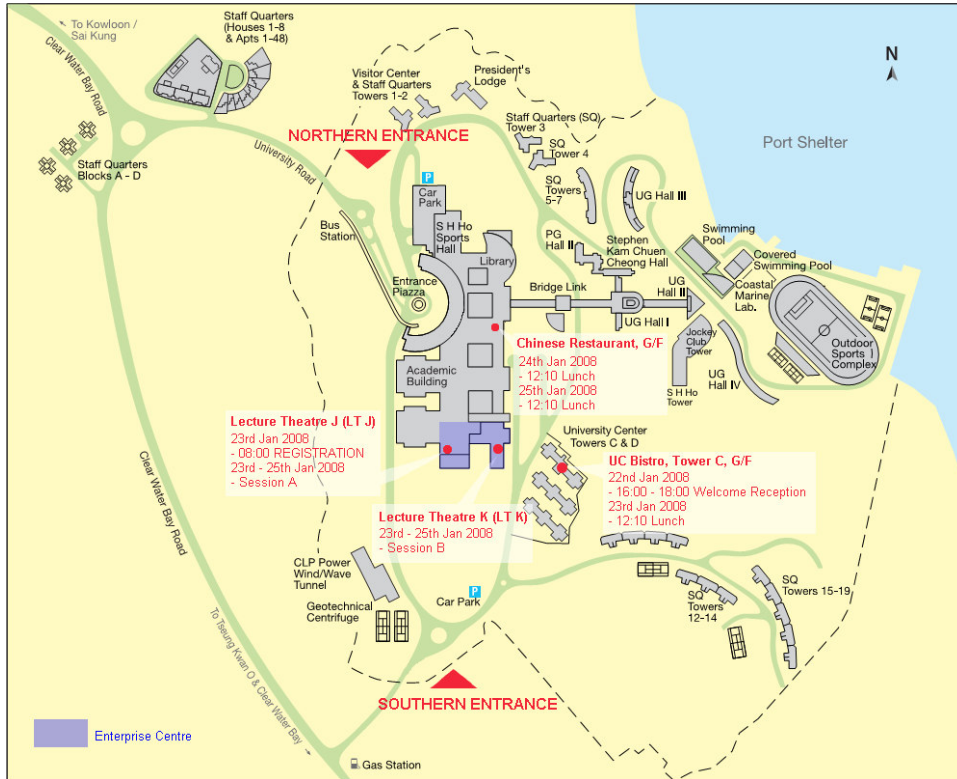 To Kowloon /
Sai Kung
Clear Water Bay Road
Staff Quarters
(Houses 1-8
& Apts 1-48)
Visitor Center
& Staff Quarters
Towers 1-2
President's
Lodge
N
Port Shelter
NORTHERN ENTRANCE
University Road
Staff Quarters
Blocks A - D
Staff Quarters (SQ)
Tower 3
SQ
Tower 4
SQ
Towers
5-7
UG Hall III
P
Car
Park
S H Ho
Sports
Hall
Library
Bus
Station
Entrance
Piazza
PG
Hall II
Stephen
Kam Chuen
Cheong Hall
Bridge Link
UG
Hall II
UG Hall I
Swimming
Pool
Covered
Swimming Pool
Coastal
Marine
Lab.
Outdoor
Sports
Complex
Jockey
Club
Tower
UG
Hall IV
S H Ho
Tower
Chinese Restaurant, G/F
24th Jan 2008
- 12:10 Lunch
25th Jan 2008
- 12:10 Lunch
Academic
Building
Lecture Theatre J (LT J)
23rd Jan 2008
- 08:00 REGISTRATION
23rd - 25th Jan 2008
- Session A
University Center
Towers C & D
UC Bistro, Tower C, G/F
22nd Jan 2008
- 16:00 - 18:00 Welcome Reception
23rd Jan 2008
- 12:10 Lunch
Lecture Theatre K (LT K)
23rd - 25th Jan 2008
- Session B
Clear Water Bay Road
CLP Power
Wind/Wave
Tunnel
Geotechnical
Centrifuge
P
Car Park
SQ
Towers
12-14
SQ
Towers 15-19
To Tseung Kwan O & Clear Water Bay
SOUTHERN ENTRANCE
Enterprise Centre
Gas Station